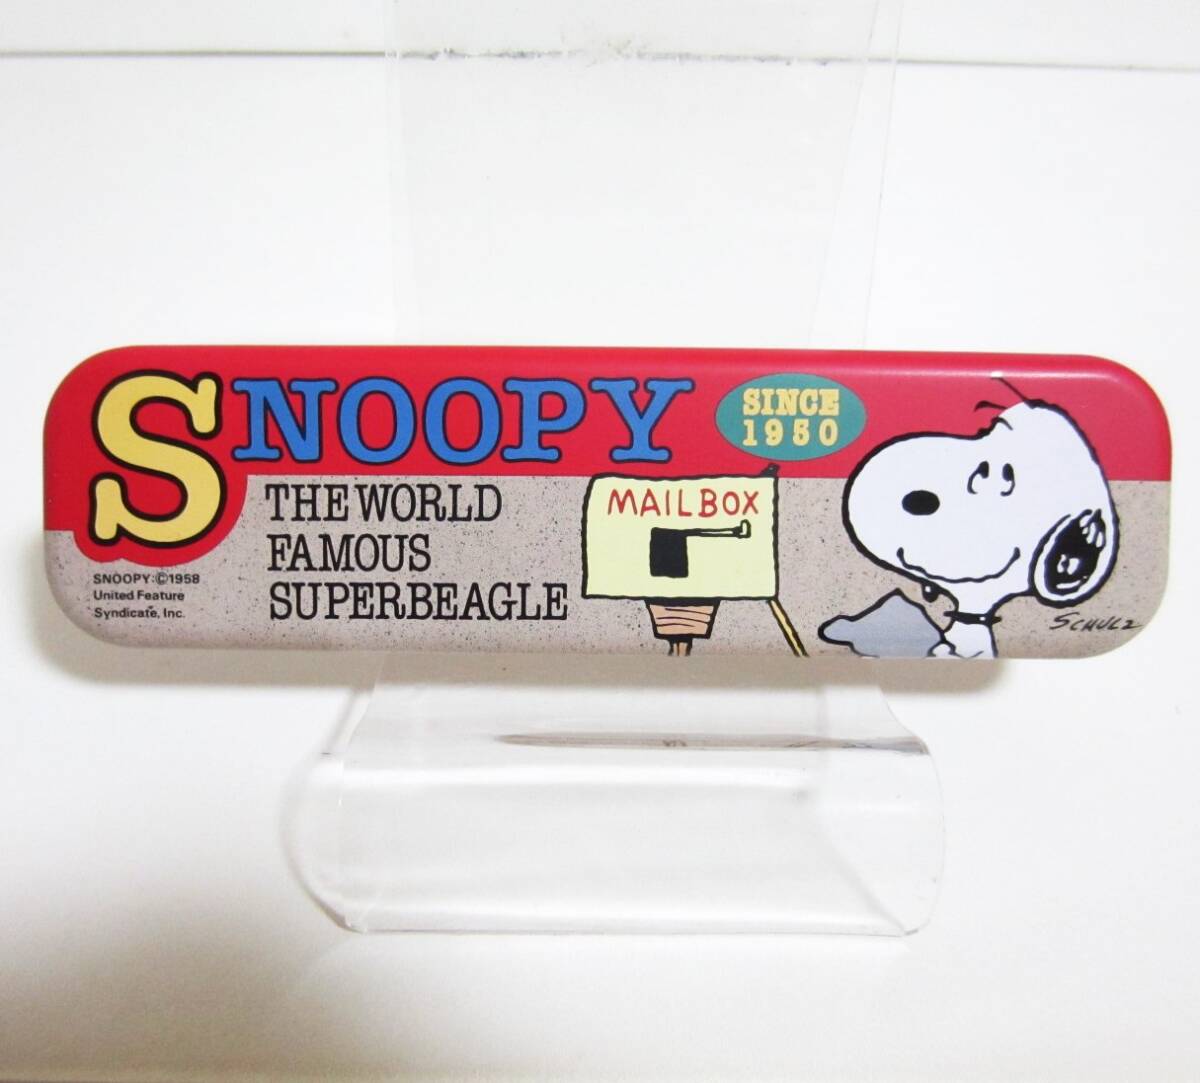 SNOOPY
SINCE
1950
THE WORLD
FAMOUS
SUPERBEAGLE
MAILBOX
SNOOPY:©1958
United Feature
Syndicate, Inc.
SCHULZ